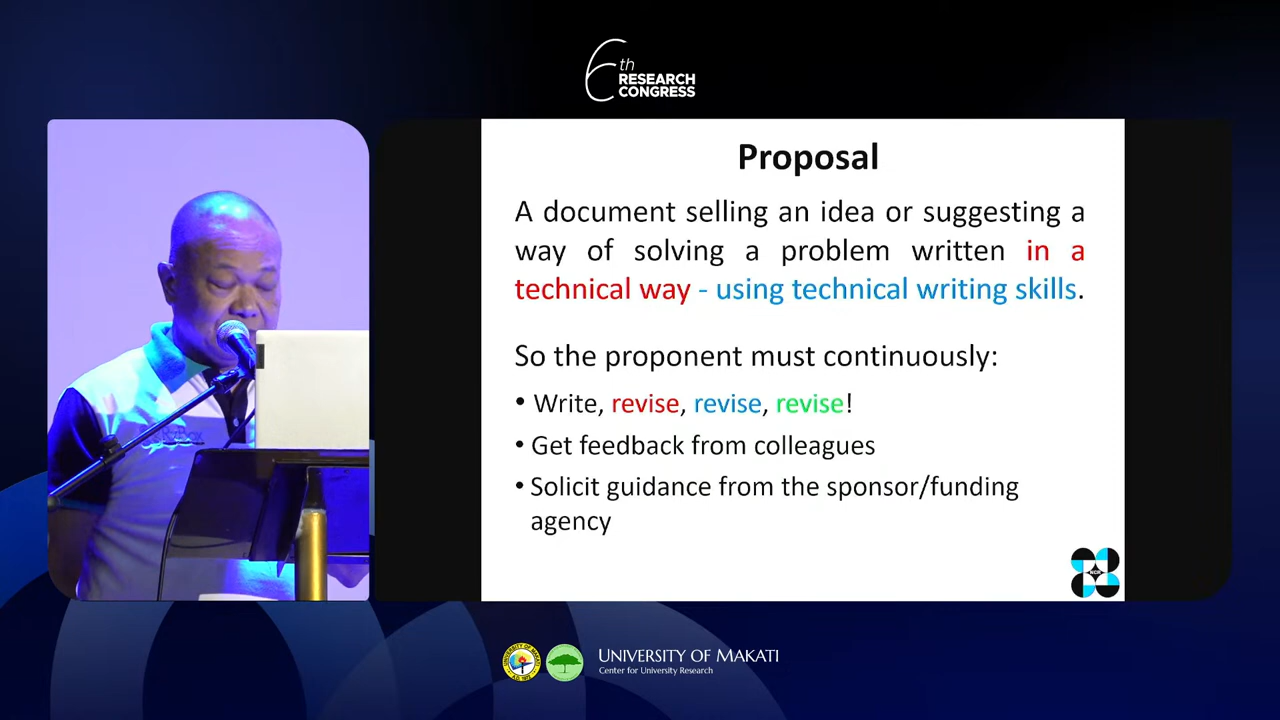 6th
RESEARCH
CONGRESS
Proposal
A document selling an idea or suggesting a
way of solving a problem written in a
technical way - using technical writing skills.
So the proponent must continuously:
• Write, revise, revise, revise!
• Get feedback from colleagues
• Solicit guidance from the sponsor/funding
agency
UNIVERSITY OF MAKATI
Center for University Research